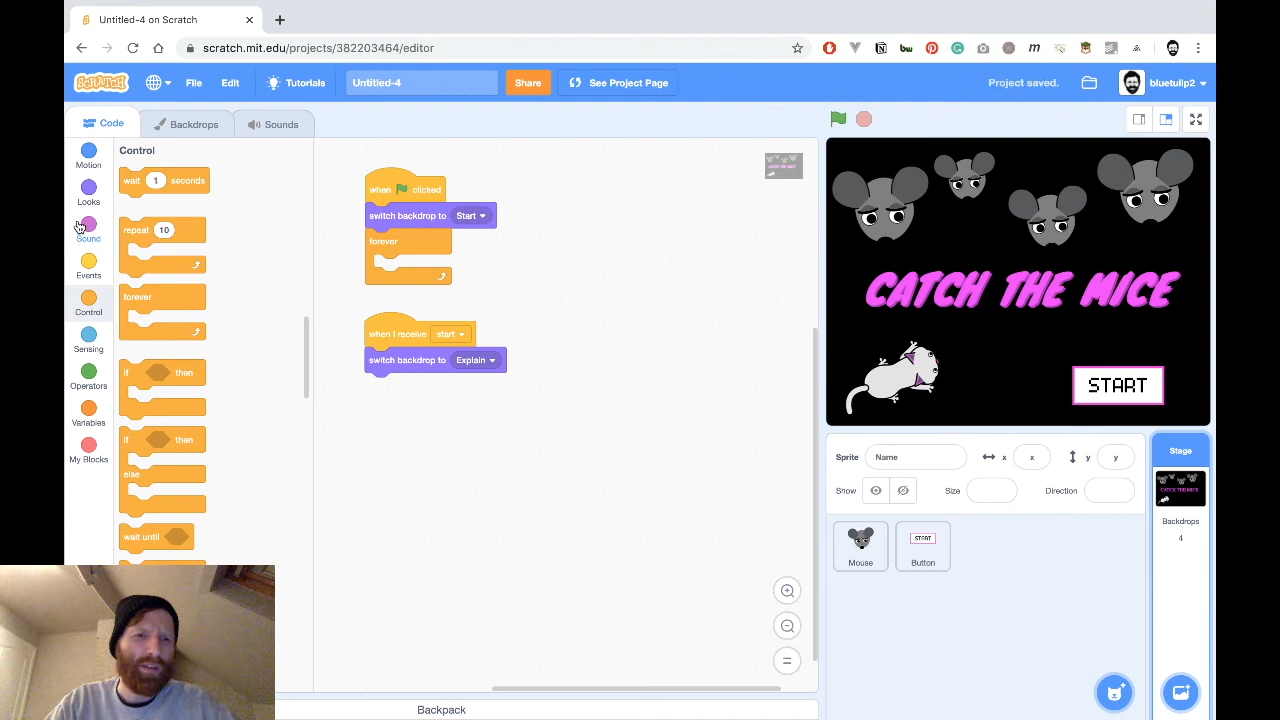 Untitled-4 on Scratch
scratch.mit.edu/projects/382203464/editor
SCRATCH File Edit Tutorials Untitled-4 Share See Project Page Project saved. bluetulip2
Code Backdrops Sounds
Motion
Looks
Sound
Events
Control
Sensing
Operators
Variables
My Blocks
Control
wait 1 seconds
repeat 10
forever
if then
if then
else
wait until
when clicked
switch backdrop to Start
forever
when I receive start
switch backdrop to Explain
CATCH THE MICE
START
Sprite Name x x y y
Show Size Direction
Mouse
START
Button
Stage
CATCH THE MICE
Backdrops
4
Backpack